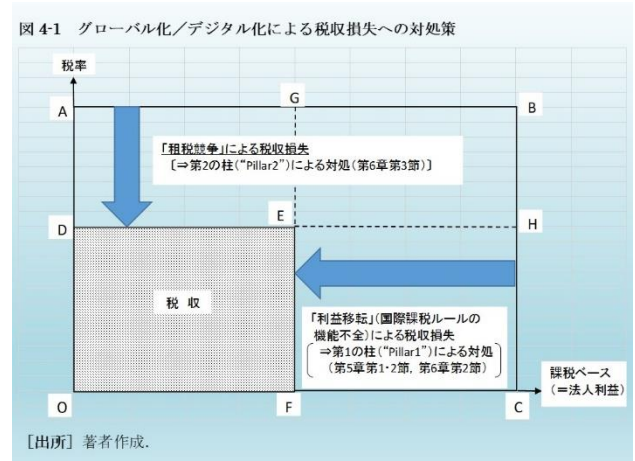 図 4-1 グローバル化／デジタル化による税収損失への対処策
税率
A
G
B
「租税競争」による税収損失
〔⇒第2の柱(“Pillar2”)による対処(第6章第3節)〕
D
E
H
税 収
「利益移転」(国際課税ルールの
機能不全)による税収損失
⇒第1の柱(“Pillar1”)による対処
(第5章第1・2節, 第6章第2節)
課税ベース
(＝法人利益)
O
F
C
［出所］著者作成.